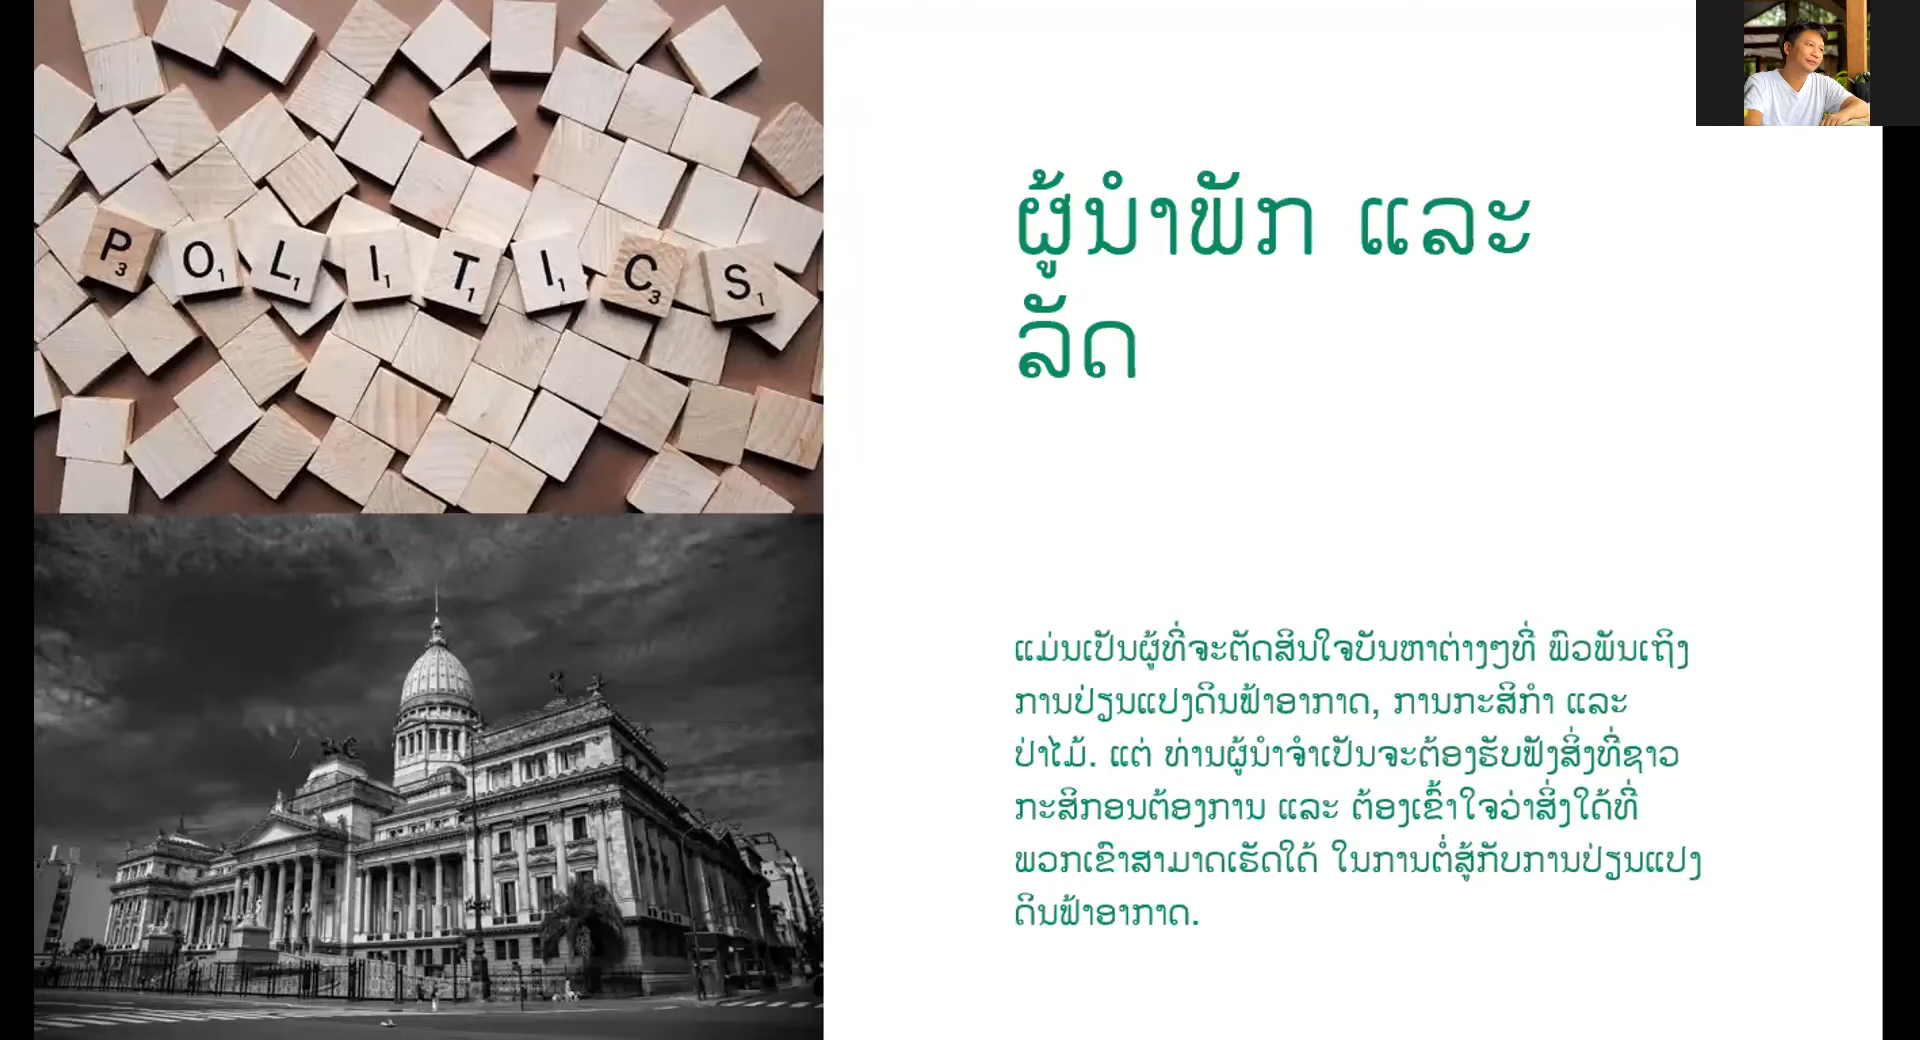 P3 O1 L1 I1 T1 I1 C3 S1
ຜູ້ນຳພັກ ແລະ
ລັດ
ແມ່ນເປັນຜູ້ທີ່ຈະຕັດສິນໃຈບັນຫາຕ່າງໆທີ່ ພົວພັນເຖິງ
ການປ່ຽນແປງດິນຟ້າອາກາດ, ການກະສິກຳ ແລະ
ປ່າໄມ້. ແຕ່ ທ່ານຜູ້ນຳຈຳເປັນຈະຕ້ອງຮັບຟັງສິ່ງທີ່ຊາວ
ກະສິກອນຕ້ອງການ ແລະ ຕ້ອງເຂົ້າໃຈວ່າສິ່ງໃດ້ທີ່
ພວກເຂົາສາມາດເຮັດໃດ້ ໃນການຕໍ່ສູ້ກັບການປ່ຽນແປງ
ດິນຟ້າອາກາດ.